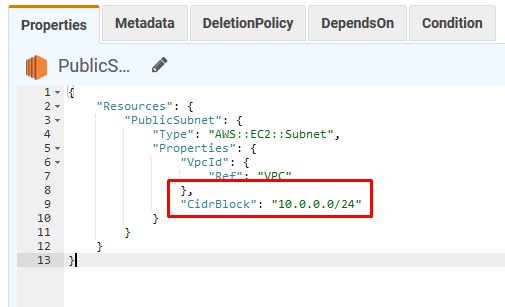 Properties
Metadata
DeletionPolicy
DependsOn
Condition
PublicS...
1 {
2 "Resources": {
3 "PublicSubnet": {
4 "Type": "AWS::EC2::Subnet",
5 "Properties": {
6 "VpcId": {
7 "Ref": "VPC"
8 },
9 "CidrBlock": "10.0.0.0/24"
10 }
11 }
12 }
13 }